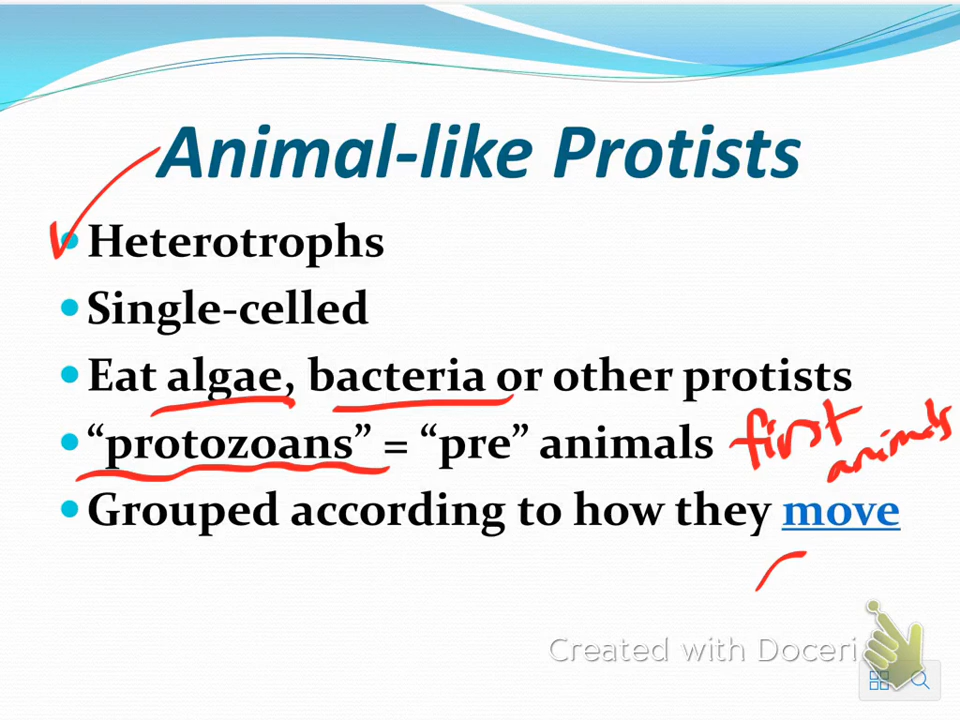 Animal-like Protists
Heterotrophs
Single-celled
Eat algae, bacteria or other protists
“protozoans” = “pre” animals first animals
Grouped according to how they move
Created with Doceri